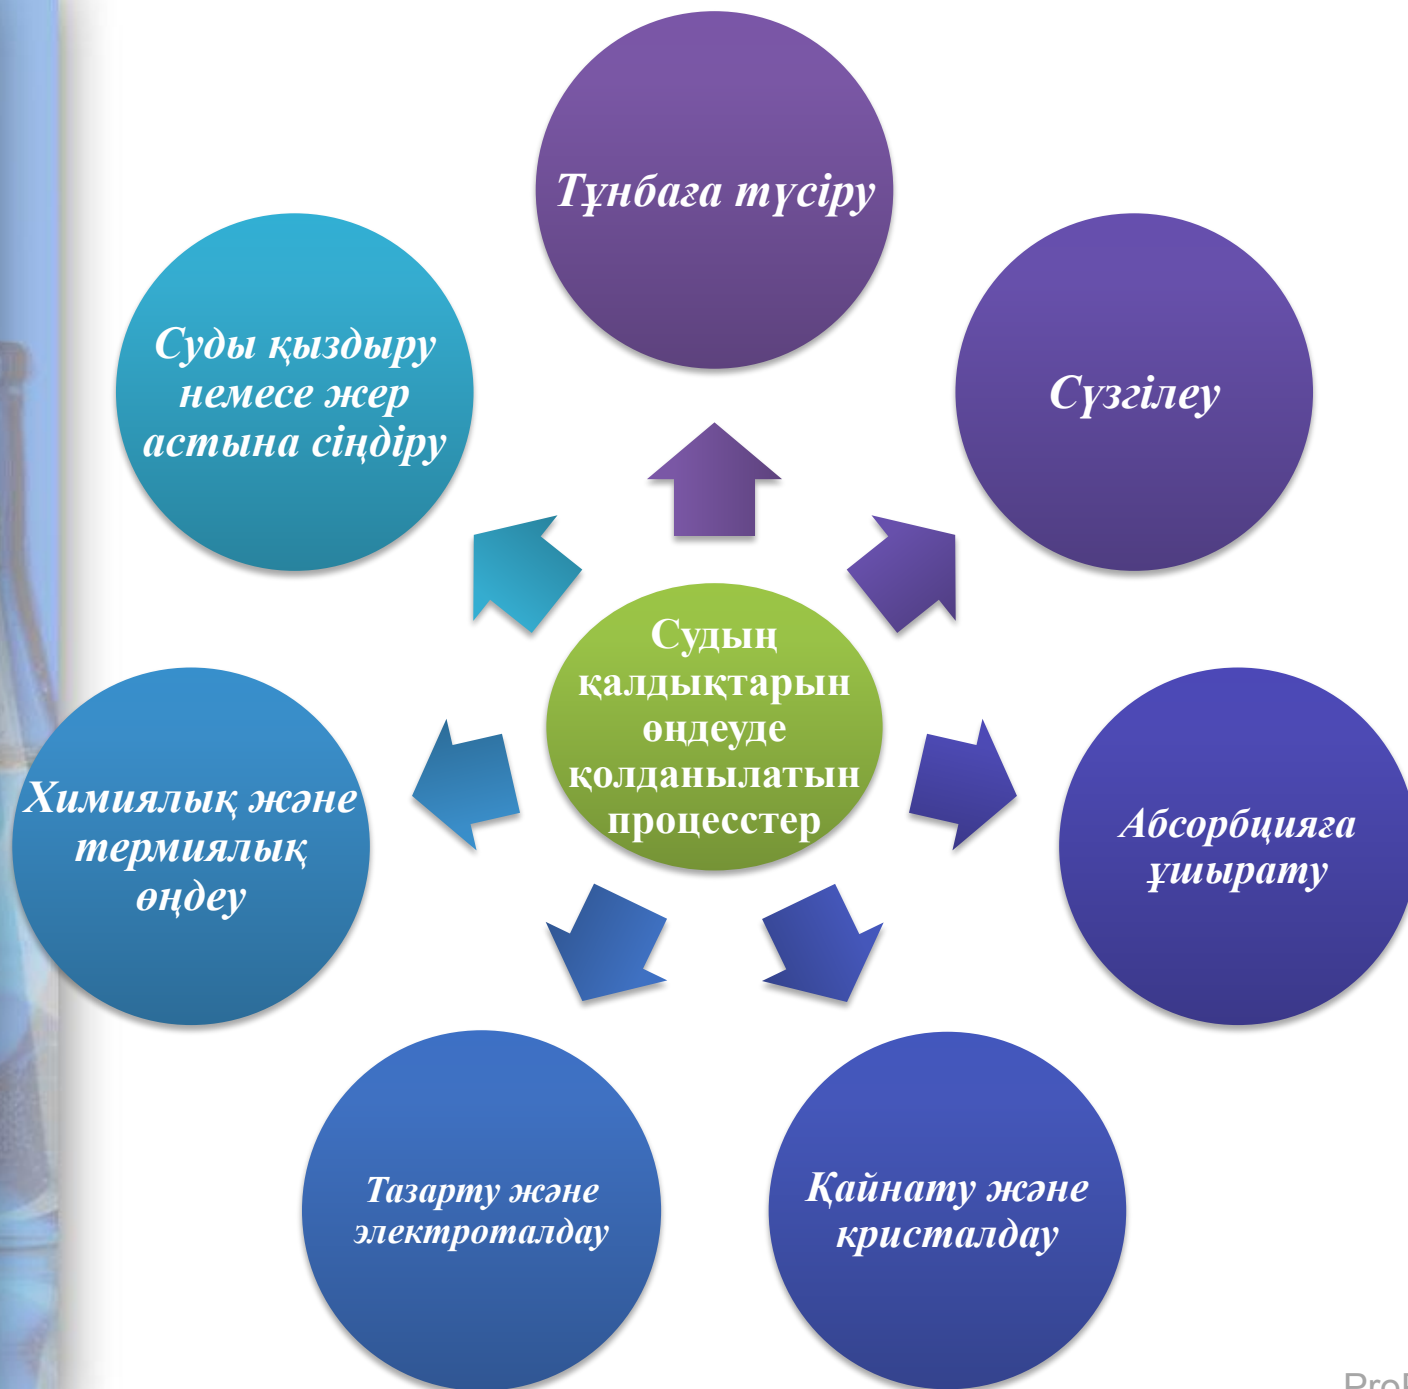 Тұнбаға түсіру
Суды қыздыру
немесе жер
астына сіңдіру
Сүзгілеу
Судың
қалдықтарын
өңдеуде
қолданылатын
процесстер
Химиялық және
термиялық
өңдеу
Абсорбцияға
ұшырату
Тазарту және
электроталдау
Қайнату және
кристалдау